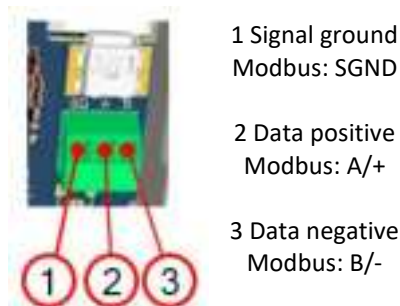 1 Signal ground
Modbus: SGND
2 Data positive
Modbus: A/+
3 Data negative
Modbus: B/-
1 2 3